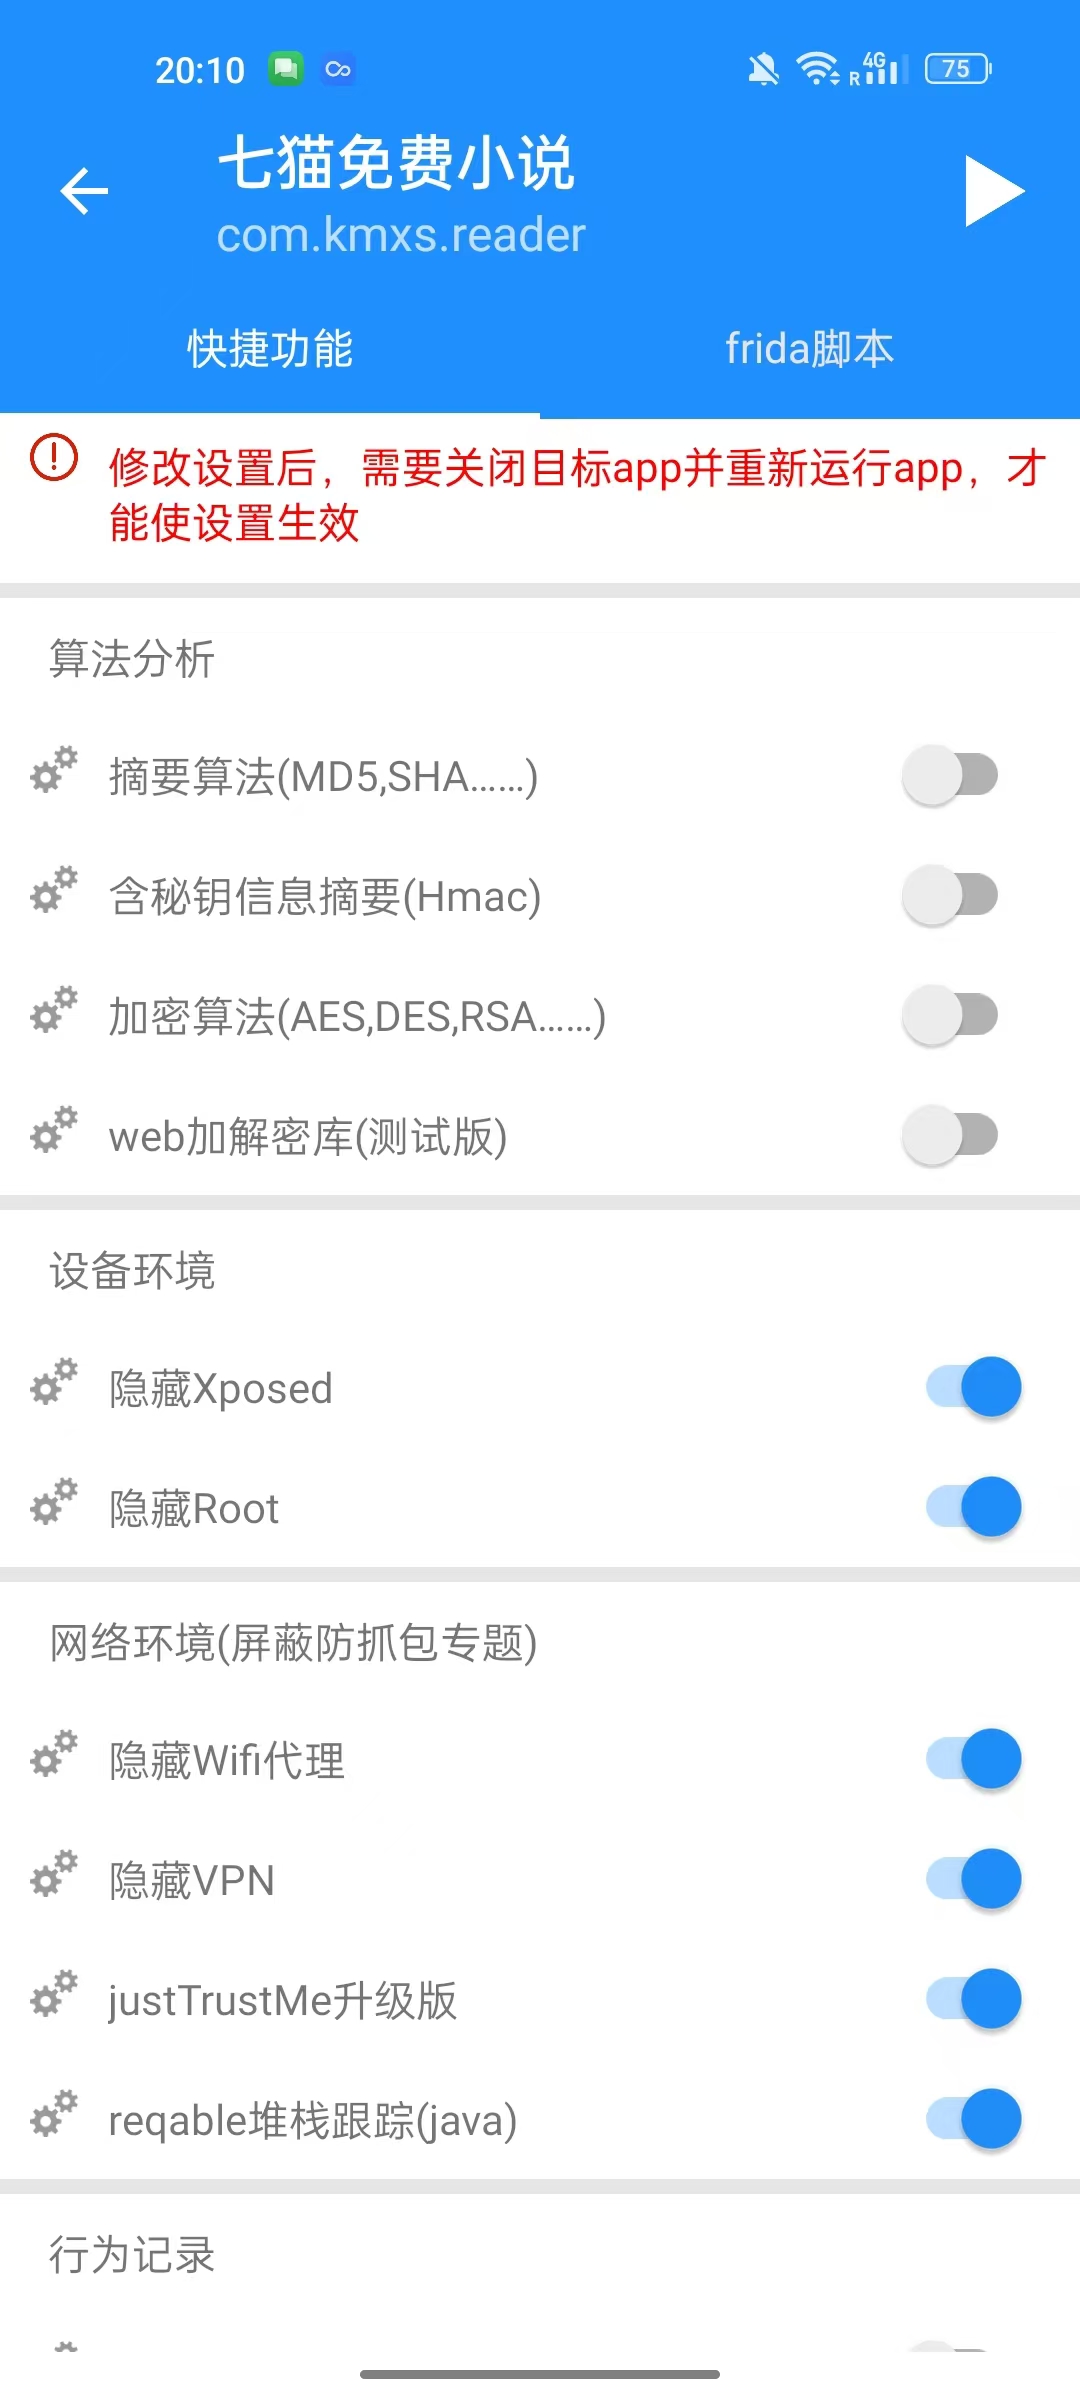 20:10
4G
R
75
七猫免费小说
com.kmxs.reader
快捷功能
frida脚本
修改设置后，需要关闭目标app并重新运行app，才
能使设置生效
算法分析
摘要算法(MD5,SHA......)
含秘钥信息摘要(Hmac)
加密算法(AES,DES,RSA......)
web加解密库(测试版)
设备环境
隐藏Xposed
隐藏Root
网络环境(屏蔽防抓包专题)
隐藏Wifi代理
隐藏VPN
justTrustMe升级版
reqable堆栈跟踪(java)
行为记录